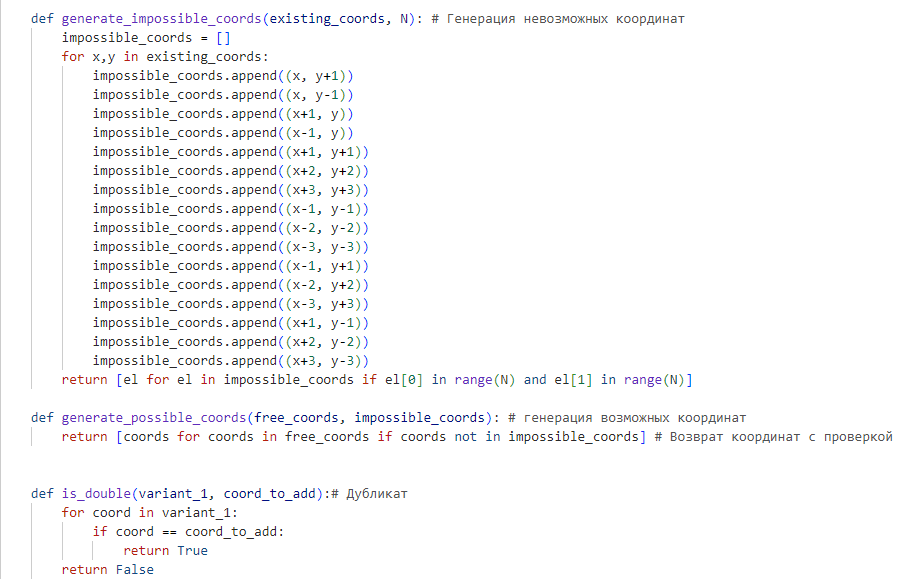 def generate_impossible_coords(existing_coords, N): # Генерация невозможных координат
    impossible_coords = []
    for x,y in existing_coords:
        impossible_coords.append((x, y+1))
        impossible_coords.append((x, y-1))
        impossible_coords.append((x+1, y))
        impossible_coords.append((x-1, y))
        impossible_coords.append((x+1, y+1))
        impossible_coords.append((x+2, y+2))
        impossible_coords.append((x+3, y+3))
        impossible_coords.append((x-1, y-1))
        impossible_coords.append((x-2, y-2))
        impossible_coords.append((x-3, y-3))
        impossible_coords.append((x-1, y+1))
        impossible_coords.append((x-2, y+2))
        impossible_coords.append((x-3, y+3))
        impossible_coords.append((x+1, y-1))
        impossible_coords.append((x+2, y-2))
        impossible_coords.append((x+3, y-3))
    return [el for el in impossible_coords if el[0] in range(N) and el[1] in range(N)]

def generate_possible_coords(free_coords, impossible_coords): # генерация возможных координат
    return [coords for coords in free_coords if coords not in impossible_coords] # Возврат координат с проверкой

def is_double(variant_1, coord_to_add):# Дубликат
    for coord in variant_1:
        if coord == coord_to_add:
            return True
    return False